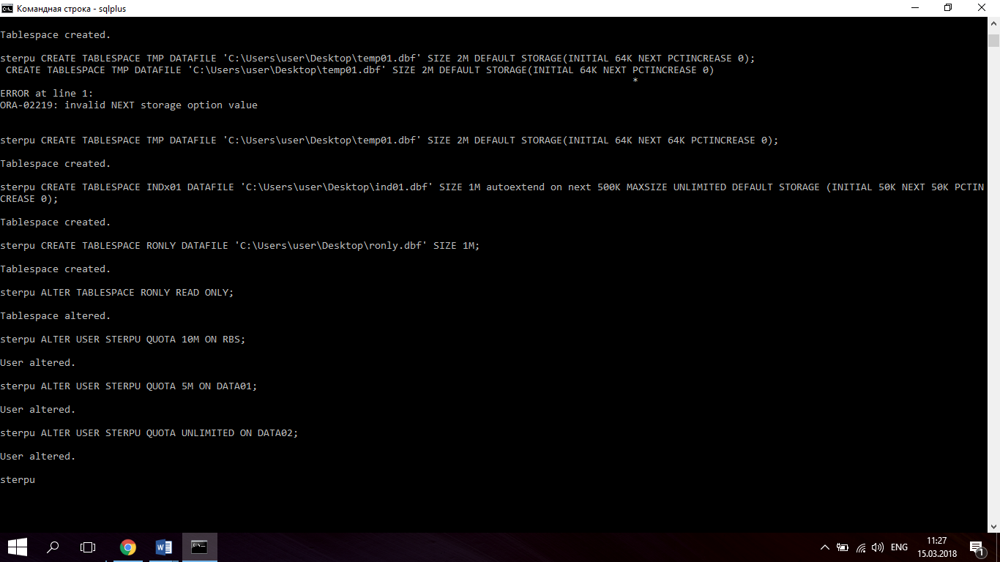 Командная строка - sqlplus
Tablespace created.
sterpu CREATE TABLESPACE TMP DATAFILE 'C:\Users\user\Desktop\temp01.dbf' SIZE 2M DEFAULT STORAGE(INITIAL 64K NEXT PCTINCREASE 0);
CREATE TABLESPACE TMP DATAFILE 'C:\Users\user\Desktop\temp01.dbf' SIZE 2M DEFAULT STORAGE(INITIAL 64K NEXT PCTINCREASE 0)
*
ERROR at line 1:
ORA-02219: invalid NEXT storage option value
sterpu CREATE TABLESPACE TMP DATAFILE 'C:\Users\user\Desktop\temp01.dbf' SIZE 2M DEFAULT STORAGE(INITIAL 64K NEXT 64K PCTINCREASE 0);
Tablespace created.
sterpu CREATE TABLESPACE INDx01 DATAFILE 'C:\Users\user\Desktop\ind01.dbf' SIZE 1M autoextend on next 500K MAXSIZE UNLIMITED DEFAULT STORAGE (INITIAL 50K NEXT 50K PCTIN
CREASE 0);
Tablespace created.
sterpu CREATE TABLESPACE RONLY DATAFILE 'C:\Users\user\Desktop\ronly.dbf' SIZE 1M;
Tablespace created.
sterpu ALTER TABLESPACE RONLY READ ONLY;
Tablespace altered.
sterpu ALTER USER STERPU QUOTA 10M ON RBS;
User altered.
sterpu ALTER USER STERPU QUOTA 5M ON DATA01;
User altered.
sterpu ALTER USER STERPU QUOTA UNLIMITED ON DATA02;
User altered.
sterpu
ENG
11:27
15.03.2018
1